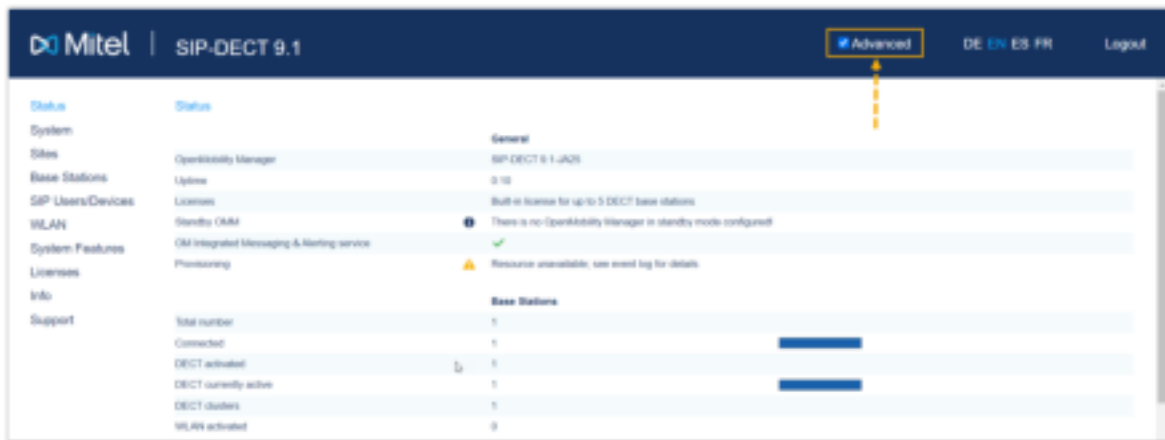 Mitel | SIP-DECT 9.1
Advanced
DE EN ES FR
Logout
Status
System
Sites
Base Stations
SIP Users/Devices
WLAN
System Features
Licenses
Info
Support
Status
General
OpenMobility Manager SIP-DECT 9.1-JA25
Uptime 0:10
Licenses Built-in license for up to 5 DECT base stations
Standby OMM There is no OpenMobility Manager in standby mode configured!
OM Integrated Messaging & Alerting service
Provisioning Resource unavailable, see event log for details.
Base Stations
Total number 1
Connected 1
DECT activated 1
DECT currently active 1
DECT clusters 1
WLAN activated 0